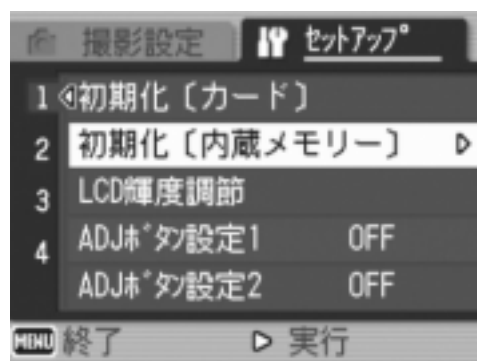 撮影設定 セットアップ
1 初期化〔カード〕
2 初期化〔内蔵メモリー〕
3 LCD輝度調節
4 ADJボタン設定1 OFF
ADJボタン設定2 OFF
MENU 終了 実行